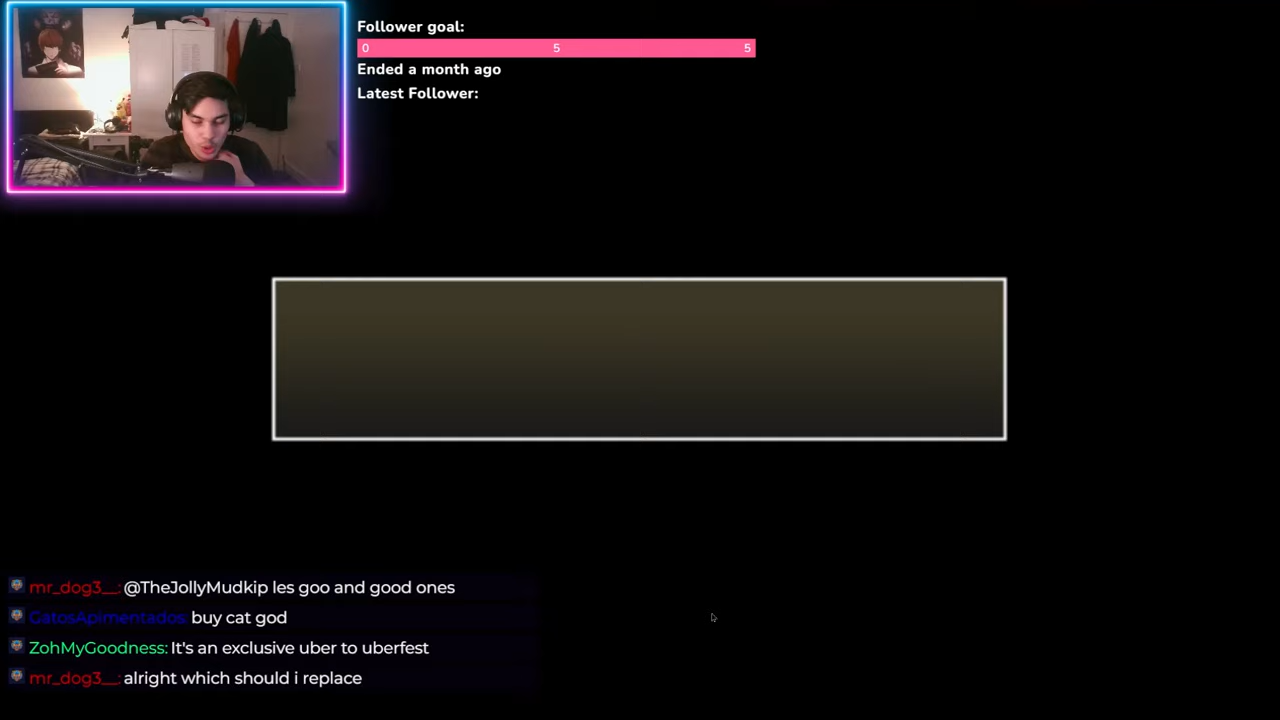 Follower goal:
0 5 5
Ended a month ago
Latest Follower:
mr_dog3__: @TheJollyMudkip les goo and good ones
GatosApimentados: buy cat god
ZohMyGoodness: It's an exclusive uber to uberfest
mr_dog3__: alright which should i replace